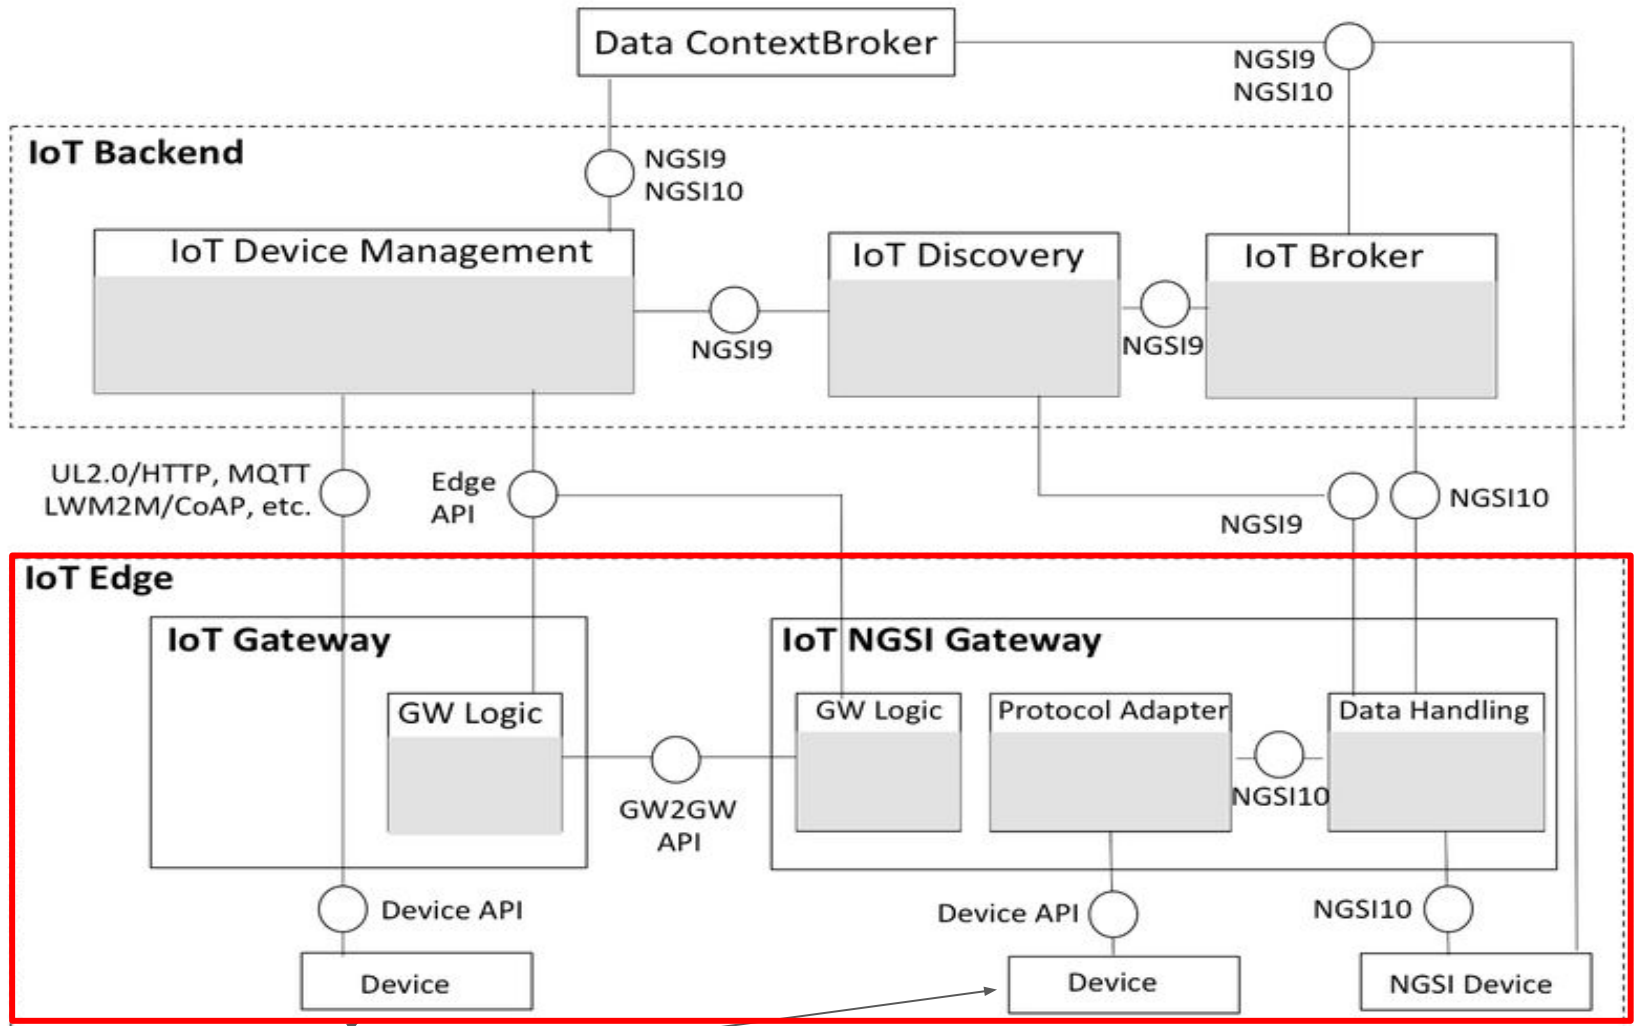 Data ContextBroker
NGSI9
NGSI10
IoT Backend
NGSI9
NGSI10
IoT Device Management
IoT Discovery
IoT Broker
NGSI9
NGSI9
UL2.0/HTTP, MQTT
LWM2M/CoAP, etc.
Edge
API
NGSI9
NGSI10
IoT Edge
IoT Gateway
IoT NGSI Gateway
GW Logic
GW Logic
Protocol Adapter
Data Handling
GW2GW
API
NGSI10
Device API
Device API
NGSI10
Device
Device
NGSI Device